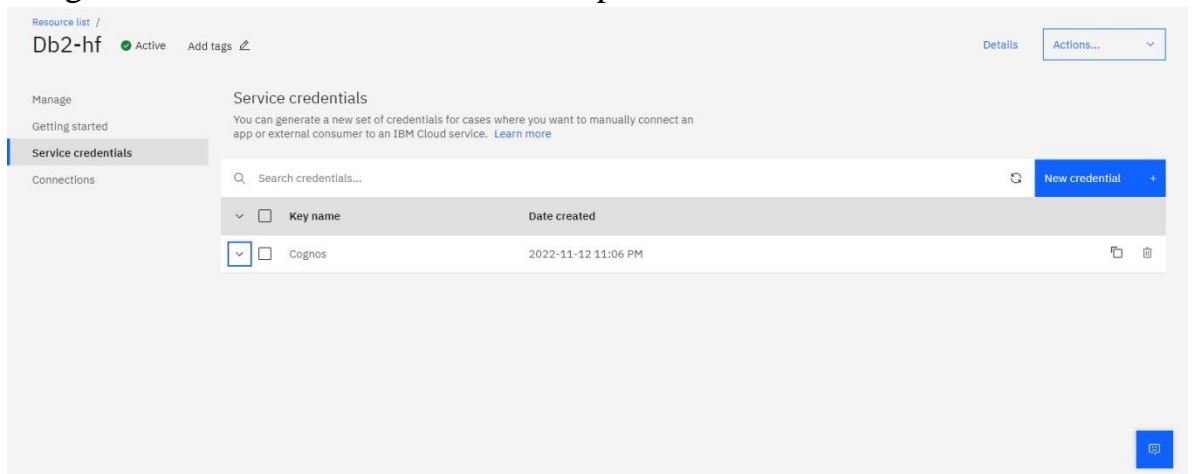 Resource list /
Db2-hf Active Add tags Details Actions...
Manage
Getting started
Service credentials
Connections
Service credentials
You can generate a new set of credentials for cases where you want to manually connect an
app or external consumer to an IBM Cloud service. Learn more
Search credentials... New credential +
Key name Date created
Cognos 2022-11-12 11:06 PM